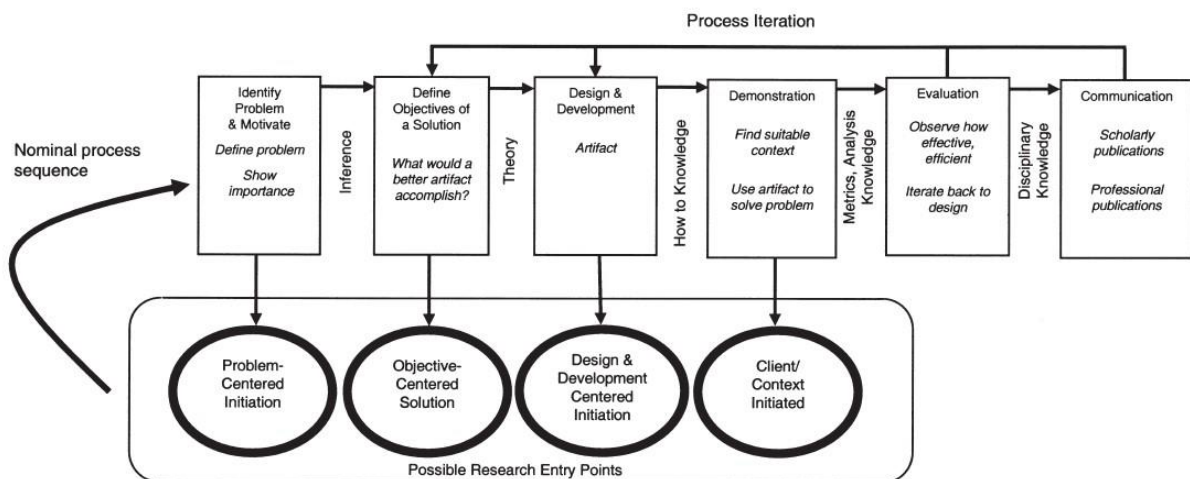 Process Iteration
Nominal process
sequence
Identify
Problem
& Motivate
Define problem
Show
importance
Inference
Define
Objectives of
a Solution
What would a
better artifact
accomplish?
Theory
Design &
Development
Artifact
How to Knowledge
Demonstration
Find suitable
context
Use artifact to
solve problem
Metrics, Analysis
Knowledge
Evaluation
Observe how
effective,
efficient
Iterate back to
design
Disciplinary
Knowledge
Communication
Scholarly
publications
Professional
publications
Problem-
Centered
Initiation
Objective-
Centered
Solution
Design &
Development
Centered
Initiation
Client/
Context
Initiated
Possible Research Entry Points